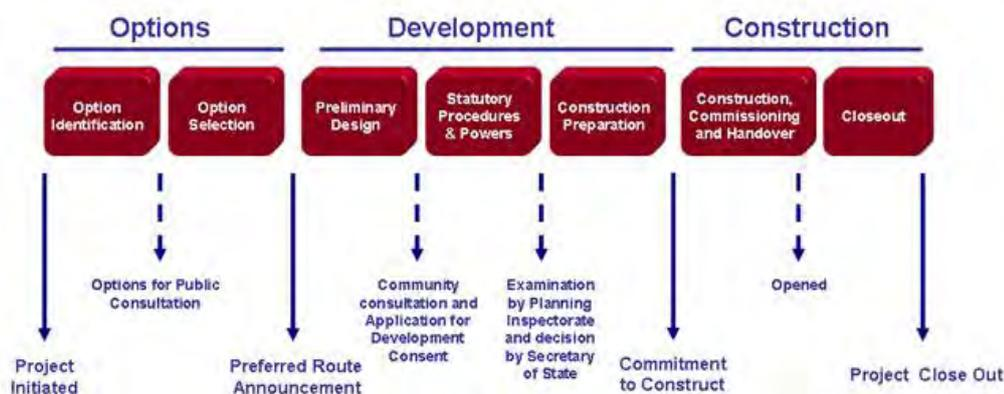 Options
Development
Construction
Option
Identification
Option
Selection
Preliminary
Design
Statutory
Procedures
& Powers
Construction
Preparation
Construction,
Commissioning
and Handover
Closeout
Options for Public
Consultation
Community
consultation and
Application for
Development
Consent
Examination
by Planning
Inspectorate
and decision
by Secretary
of State
Opened
Project
Initiated
Preferred Route
Announcement
Commitment
to Construct
Project Close Out